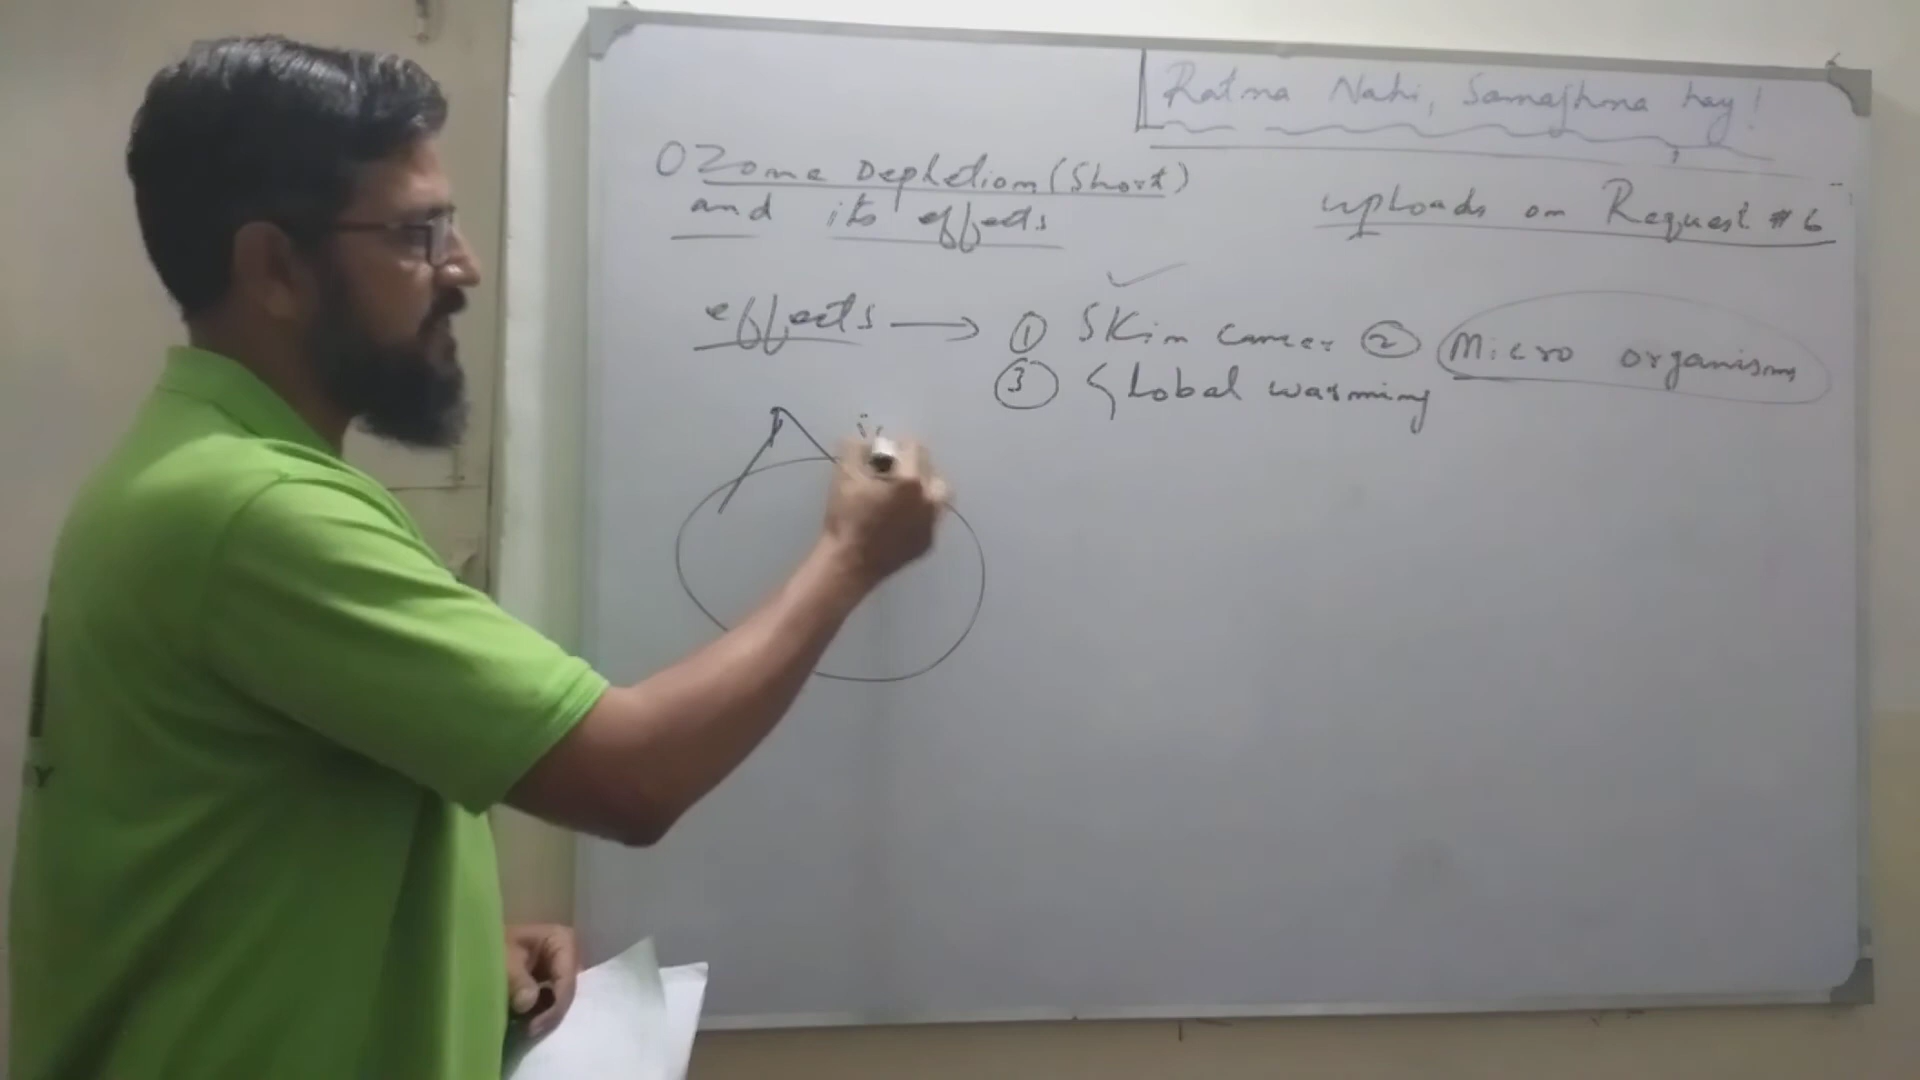 Ratna Nahi, Samajhna hay!
Ozone Depletion (Short)
and its effects
uploads on Request # 6
effects → ① Skin cancer ② Micro organisms
③ Global warming
Y